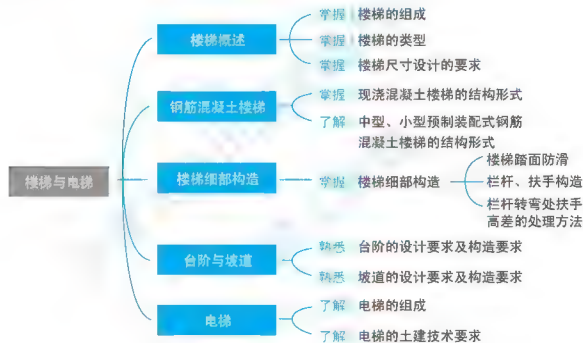 楼梯与电梯
楼梯概述
掌握 楼梯的组成
掌握 楼梯的类型
掌握 楼梯尺寸设计的要求
钢筋混凝土楼梯
掌握 现浇混凝土楼梯的结构形式
了解 中型、小型预制装配式钢筋
混凝土楼梯的结构形式
楼梯细部构造
掌握 楼梯细部构造
楼梯踏面防滑
栏杆、扶手构造
栏杆转弯处扶手
高差的处理方法
台阶与坡道
熟悉 台阶的设计要求及构造要求
熟悉 坡道的设计要求及构造要求
电梯
了解 电梯的组成
了解 电梯的土建技术要求